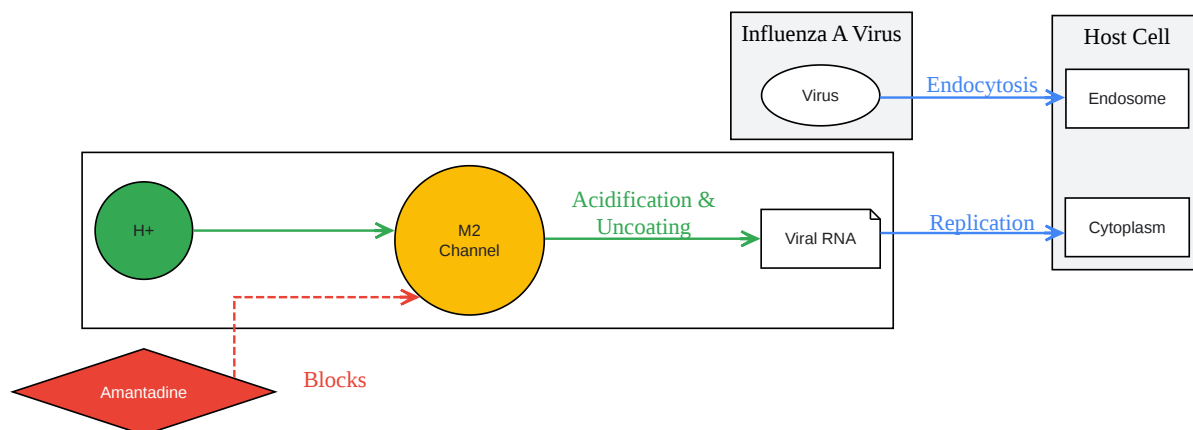 Influenza A Virus
Host Cell
Virus
Endocytosis
Endosome
H+
M2
Channel
Acidification &
Uncoating
Viral RNA
Replication
Cytoplasm
Amantadine
Blocks